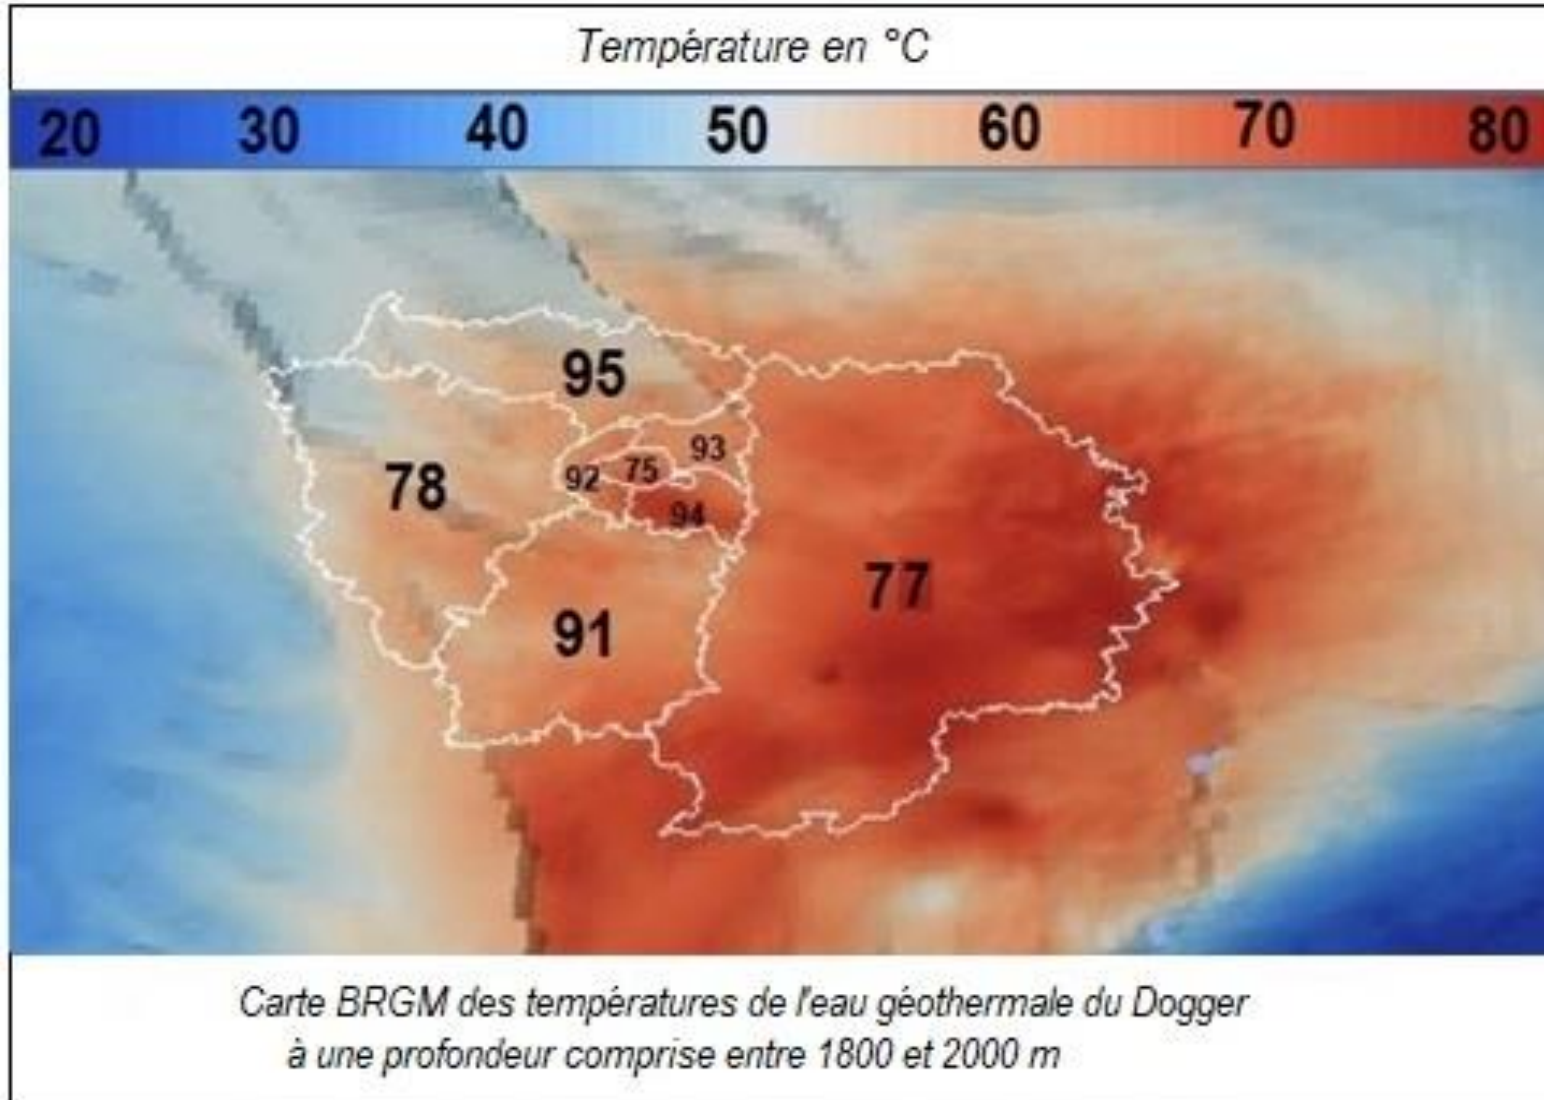 Température en °C
20 30 40 50 60 70 80
95
93
75
92
78
94
77
91
Carte BRGM des températures de l'eau géothermale du Dogger
à une profondeur comprise entre 1800 et 2000 m